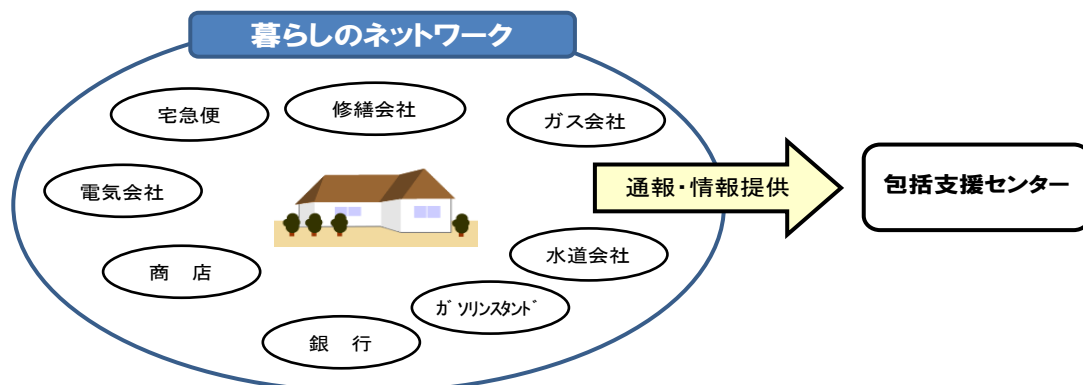 暮らしのネットワーク
宅急便
修繕会社
ガス会社
電気会社
通報・情報提供
包括支援センター
商　店
水道会社
ガソリンスタンド
銀　行